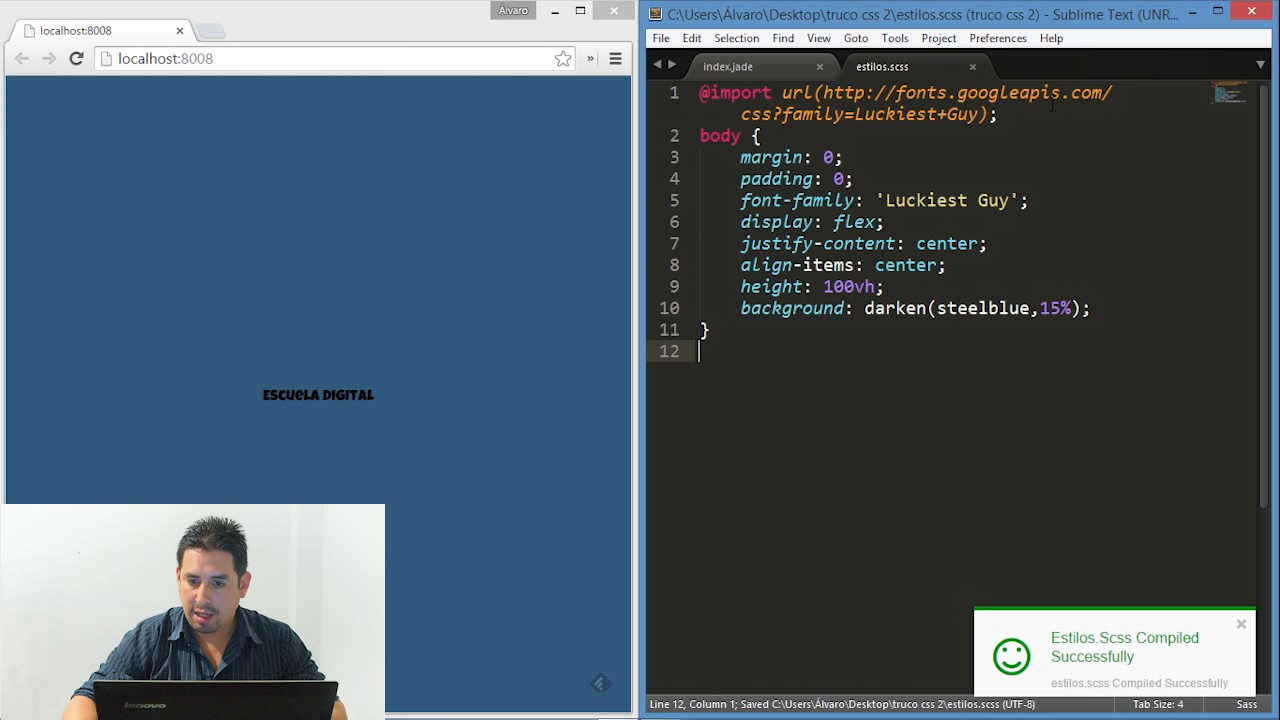 Álvaro
localhost:8008
localhost:8008
»
Escuela Digital
lenovo
C:\Users\Álvaro\Desktop\truco css 2\estilos.scss (truco css 2) - Sublime Text (UNR...
File Edit Selection Find View Goto Tools Project Preferences Help
index.jade
estilos.scss
1 @import url(http://fonts.googleapis.com/
css?family=Luckiest+Guy);
2 body {
3 margin: 0;
4 padding: 0;
5 font-family: 'Luckiest Guy';
6 display: flex;
7 justify-content: center;
8 align-items: center;
9 height: 100vh;
10 background: darken(steelblue,15%);
11 }
12
Estilos.Scss Compiled
Successfully
estilos.scss Compiled Successfully
Line 12, Column 1; Saved C:\Users\Álvaro\Desktop\truco css 2\estilos.scss (UTF-8)
Tab Size: 4
Sass